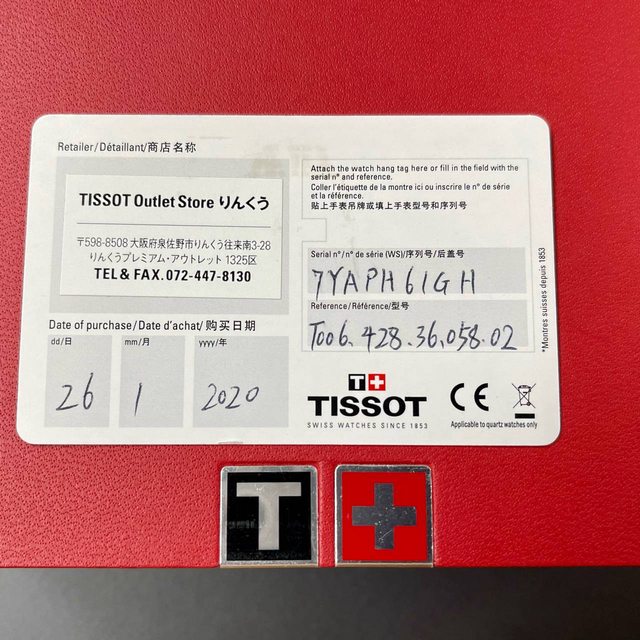 Retailer/Détaillant/商店名称
TISSOT Outlet Store りんくう
〒598-8508 大阪府泉佐野市りんくう往来南3-28
りんくうプレミアム・アウトレット 1325区
TEL & FAX. 072-447-8130
Date of purchase/Date d'achat/购买日期
dd/日
mm/月
yyyy/年
26
1
2020
Attach the watch hang tag here or fill in the field with the
serial n° and reference.
Coller l'étiquette de la montre ici ou inscrire le n° de série
et la référence.
贴上手表吊牌或填上手表型号和序列号
Serial n°/n° de série (WS)/序列号/后盖号
7YAPH61GH
Reference/Référence/型号
T006.428.36.058.02
T+
TISSOT
SWISS WATCHES SINCE 1853
CE
Applicable to quartz watches only
*Montres suisses depuis 1853
T